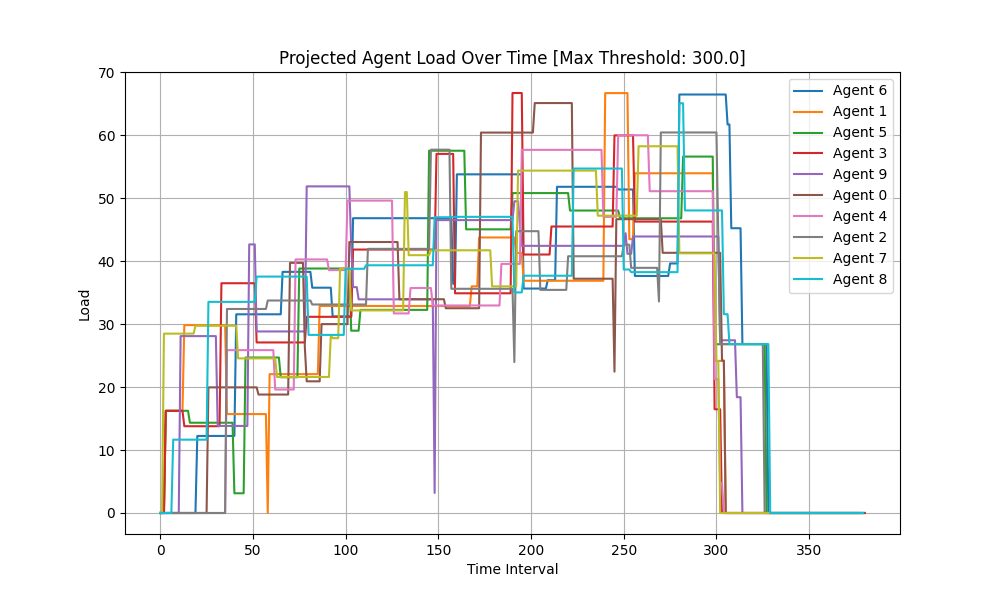 Projected Agent Load Over Time [Max Threshold: 300.0]
Load
70
60
50
40
30
20
10
0
0 50 100 150 200 250 300 350
Time Interval
Agent 6
Agent 1
Agent 5
Agent 3
Agent 9
Agent 0
Agent 4
Agent 2
Agent 7
Agent 8